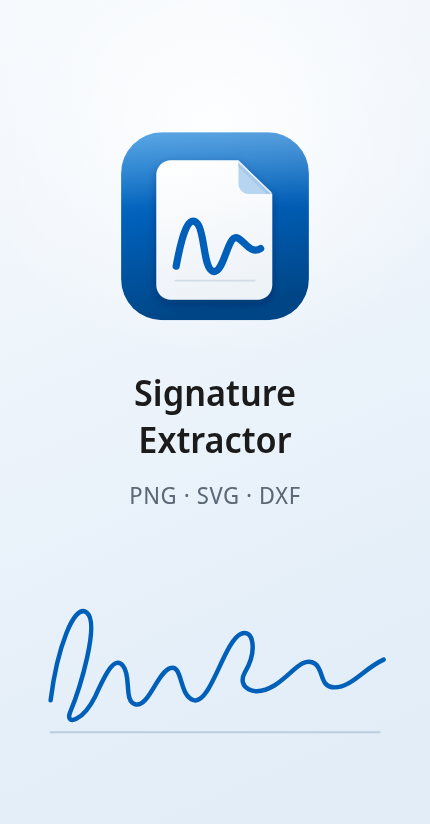 Signature
Extractor
PNG · SVG · DXF